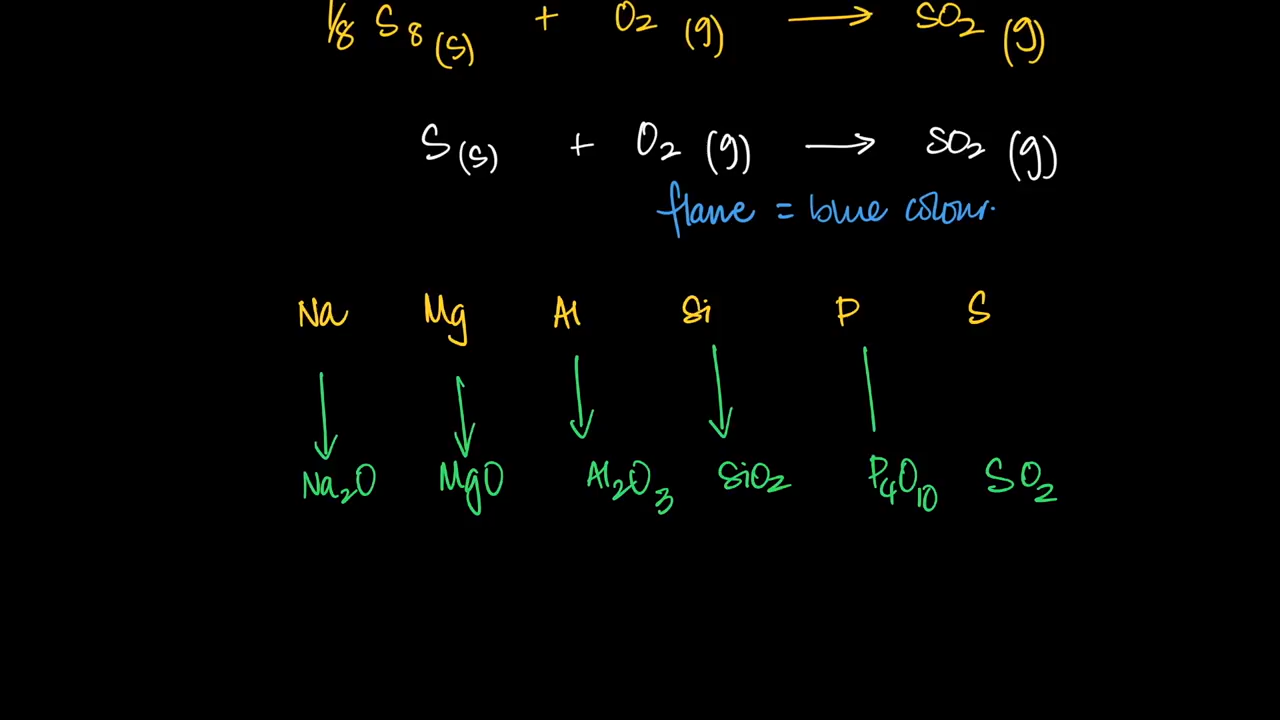 1/8 S8 (s) + O2 (g) → SO2 (g)
S(s) + O2 (g) → SO2 (g)
flame = blue colour.
Na Mg Al Si P S
Na2O MgO Al2O3 SiO2 P4O10 SO2